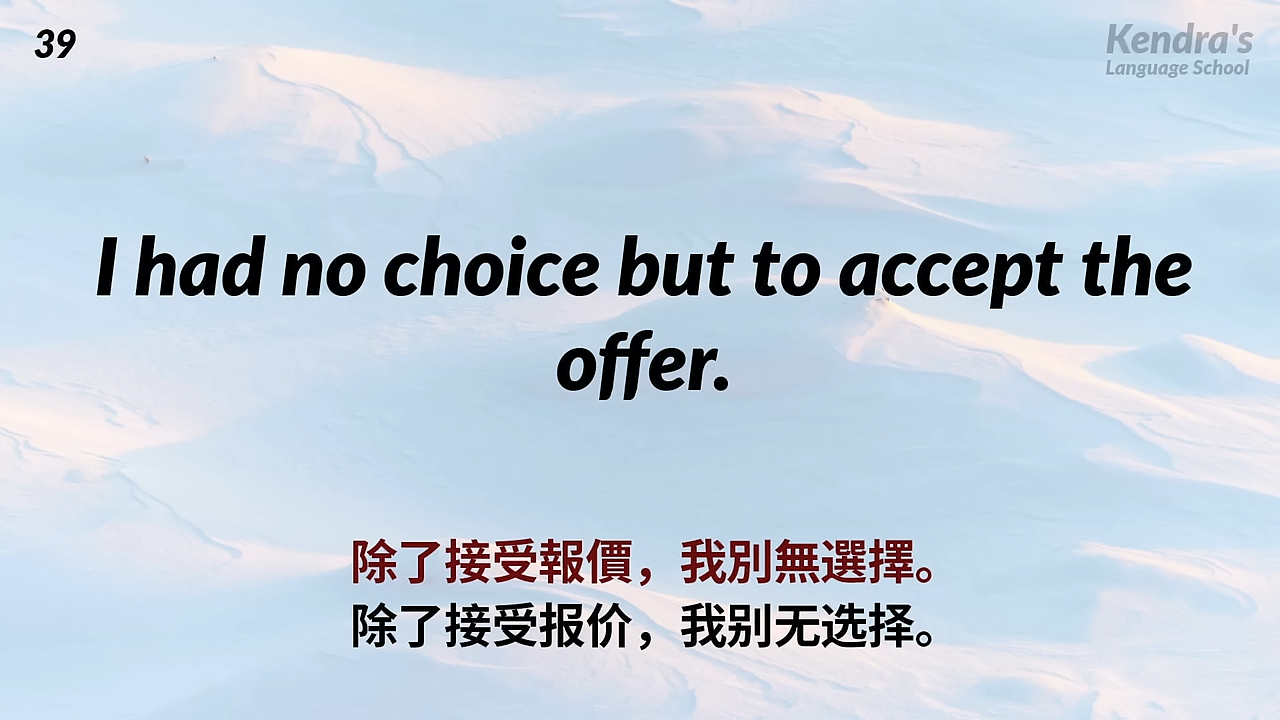 39
Kendra's
Language School
I had no choice but to accept the
offer.
除了接受報價，我別無選擇。
除了接受报价，我别无选择。